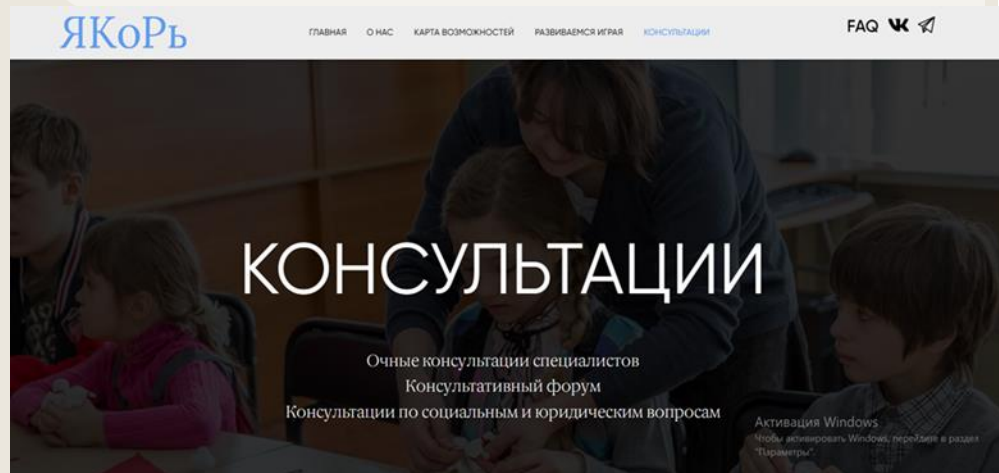 ЯКоРЬ
ГЛАВНАЯ О НАС КАРТА ВОЗМОЖНОСТЕЙ РАЗВИВАЕМСЯ ИГРАЯ КОНСУЛЬТАЦИИ
FAQ
КОНСУЛЬТАЦИИ
Очные консультации специалистов
Консультативный форум
Консультации по социальным и юридическим вопросам
Активация Windows
Чтобы активировать Windows, перейдите в раздел
"Параметры".